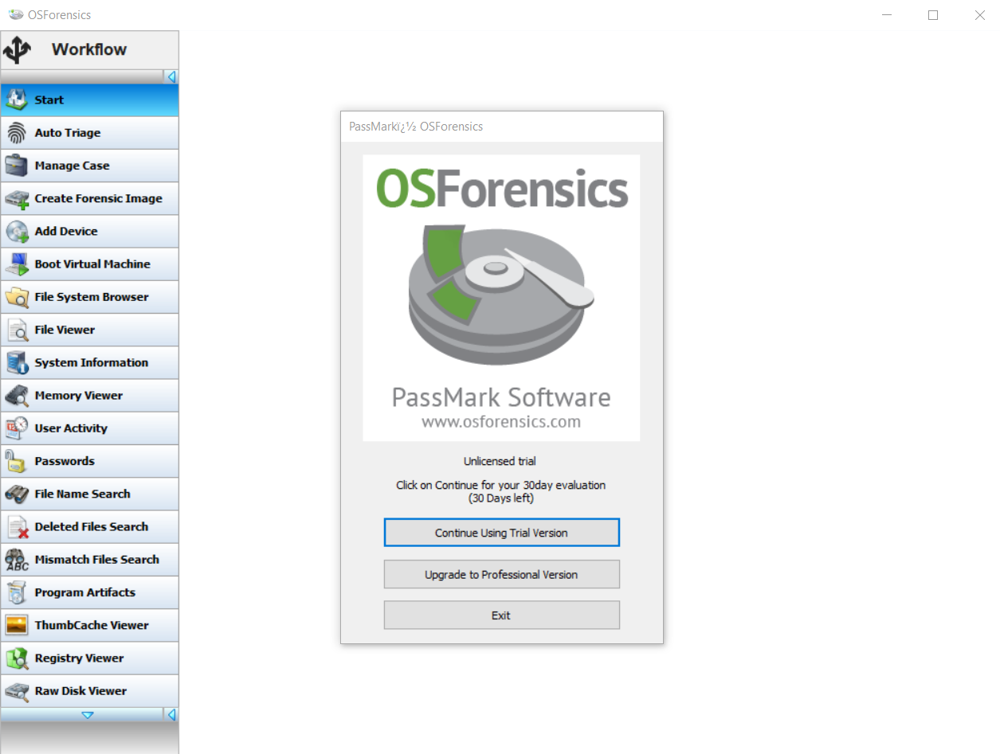 OSForensics
Workflow
Start
Auto Triage
Manage Case
Create Forensic Image
Add Device
Boot Virtual Machine
File System Browser
File Viewer
System Information
Memory Viewer
User Activity
Passwords
File Name Search
Deleted Files Search
ABC
Mismatch Files Search
Program Artifacts
ThumbCache Viewer
Registry Viewer
Raw Disk Viewer
PassMarkï¿½ OSForensics
OSForensics
PassMark Software
www.osforensics.com
Unlicensed trial
Click on Continue for your 30day evaluation
(30 Days left)
Continue Using Trial Version
Upgrade to Professional Version
Exit